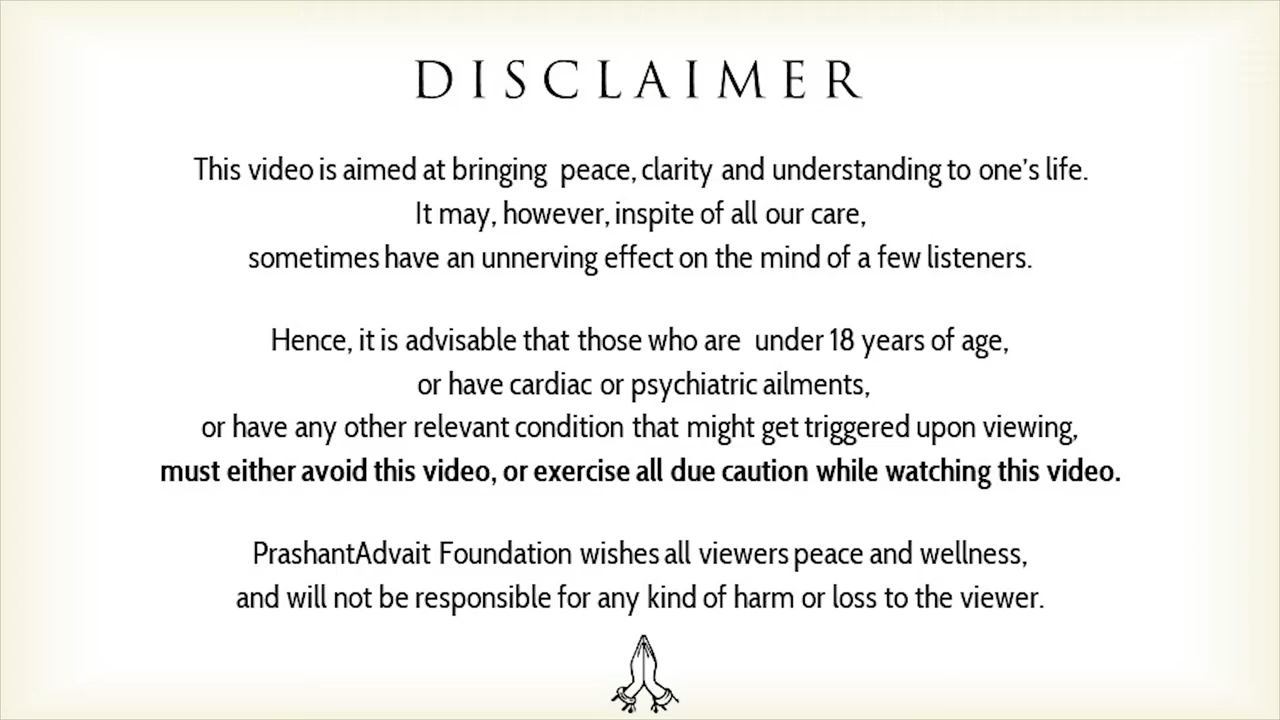 DISCLAIMER
This video is aimed at bringing peace, clarity and understanding to one's life.
It may, however, inspite of all our care,
sometimes have an unnerving effect on the mind of a few listeners.
Hence, it is advisable that those who are under 18 years of age,
or have cardiac or psychiatric ailments,
or have any other relevant condition that might get triggered upon viewing,
must either avoid this video, or exercise all due caution while watching this video.
PrashantAdvait Foundation wishes all viewers peace and wellness,
and will not be responsible for any kind of harm or loss to the viewer.